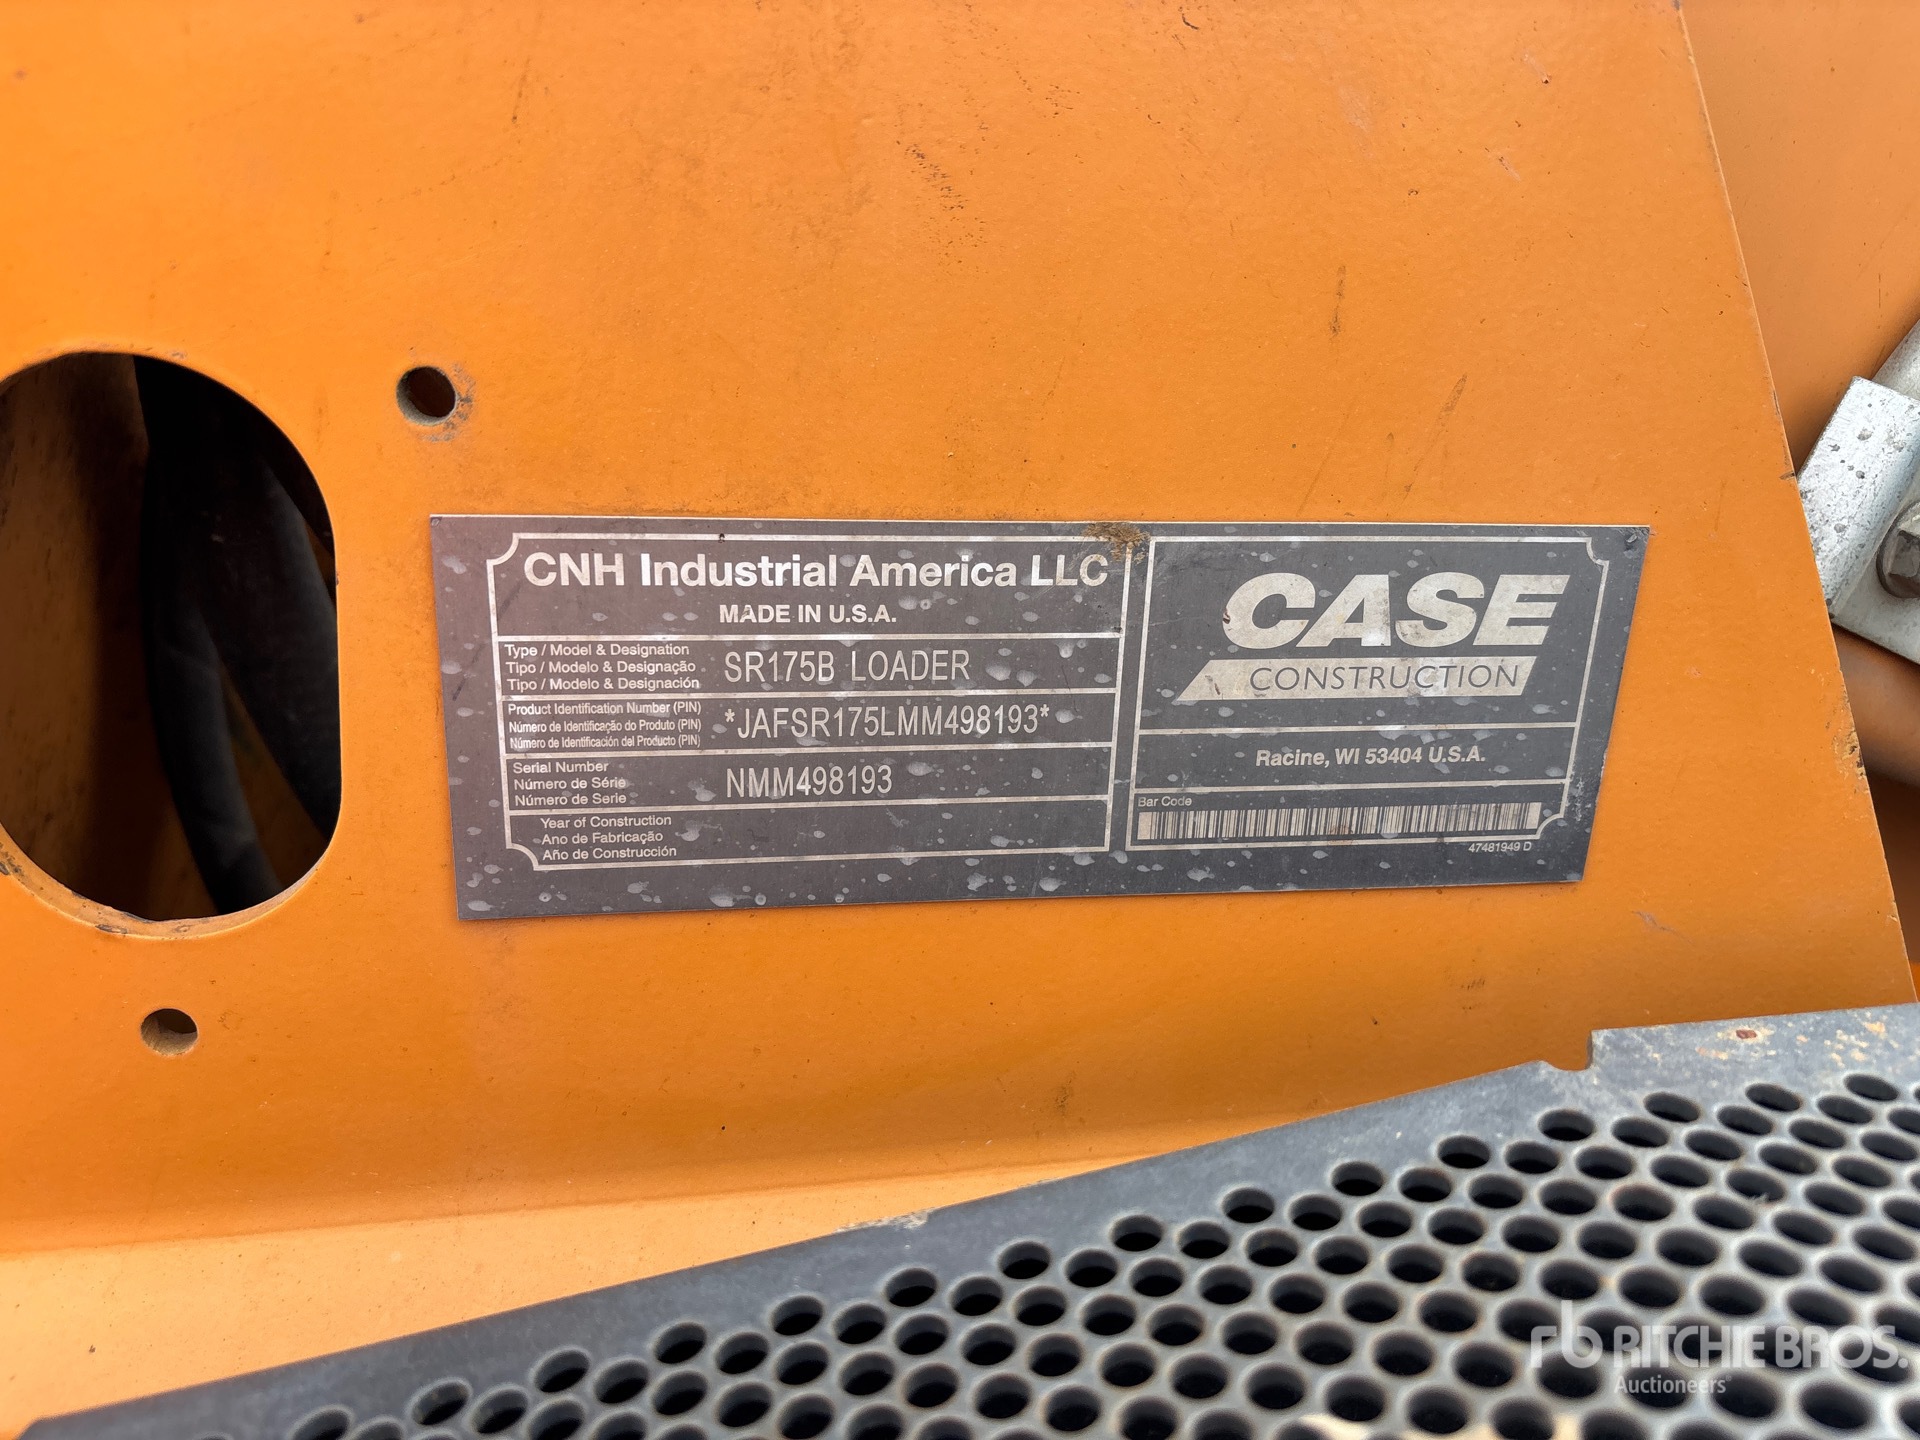 CNH Industrial America LLC
MADE IN U.S.A.
Type / Model & Designation
Tipo / Modelo & Designação
Tipo / Modelo & Designación
SR175B LOADER
Product Identification Number (PIN)
Número de Identificação do Produto (PIN)
Número de Identificación del Producto (PIN)
*JAFSR175LMM498193*
Serial Number
Número de Série
Número de Serie
NMM498193
Year of Construction
Ano de Fabricação
Año de Construcción
CASE
CONSTRUCTION
Racine, WI 53404 U.S.A.
Bar Code
47481949 D
rb RITCHIE BROS.
Auctioneers